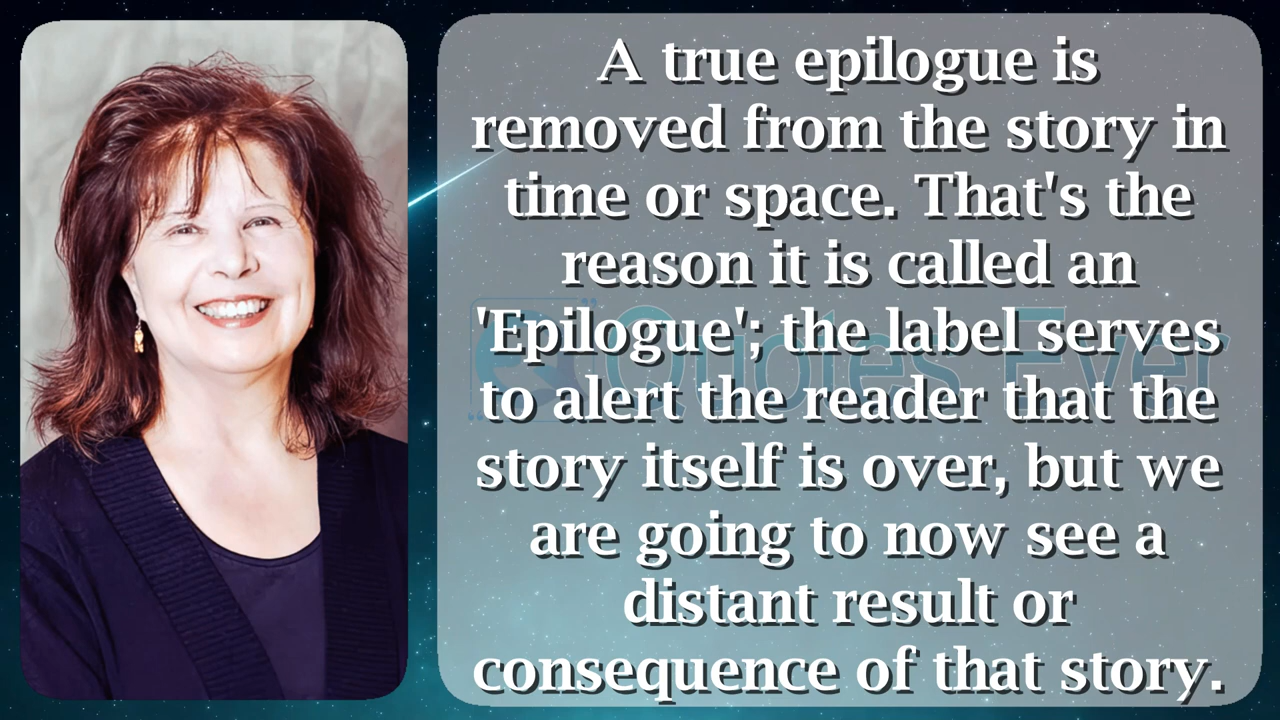 A true epilogue is
removed from the story in
time or space. That's the
reason it is called an
'Epilogue'; the label serves
to alert the reader that the
story itself is over, but we
are going to now see a
distant result or
consequence of that story.
Quotes Ever